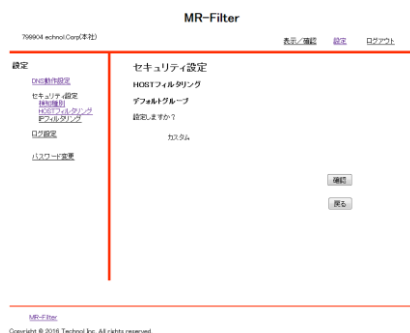 MR-Filter
799904 echnol.Corp(本社)
表示/確認 設定 ログアウト
設定
DNS動作設定
セキュリティ設定
検知種別
HOSTフィルタリング
IPフィルタリング
ログ設定
パスワード変更
セキュリティ設定
HOSTフィルタリング
デフォルトグループ
設定しますか?
カスタム
確認
戻る
MR-Filter
Copyright © 2016 Technol Inc. All rights reserved.